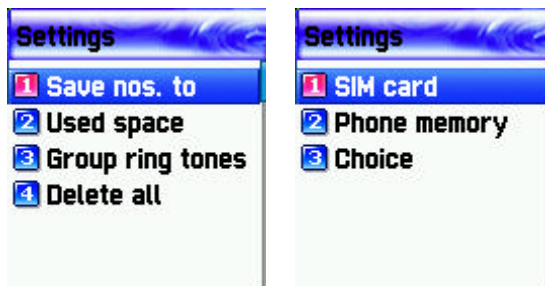 Settings
1 Save nos. to
2 Used space
3 Group ring tones
4 Delete all
Settings
1 SIM card
2 Phone memory
3 Choice